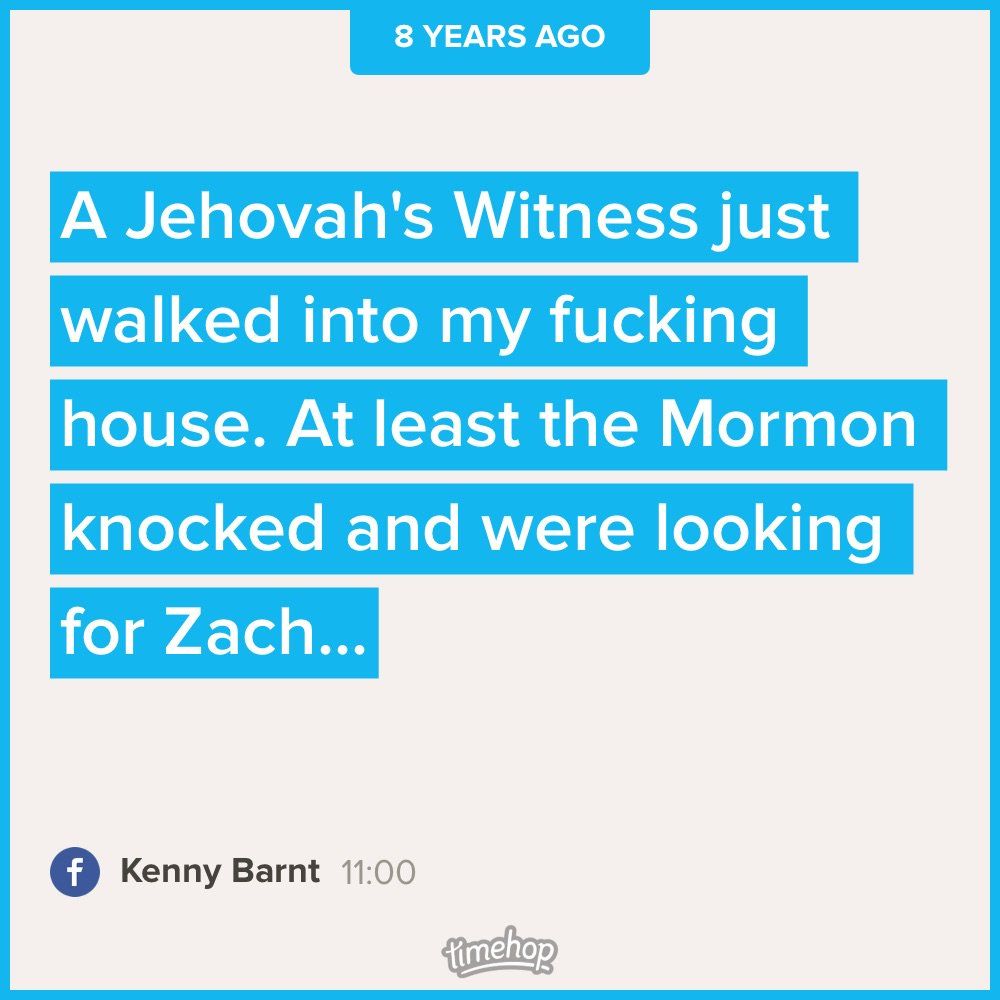 8 YEARS AGO
A Jehovah's Witness just
walked into my fucking
house. At least the Mormon
knocked and were looking
for Zach...
f Kenny Barnt 11:00
timehop